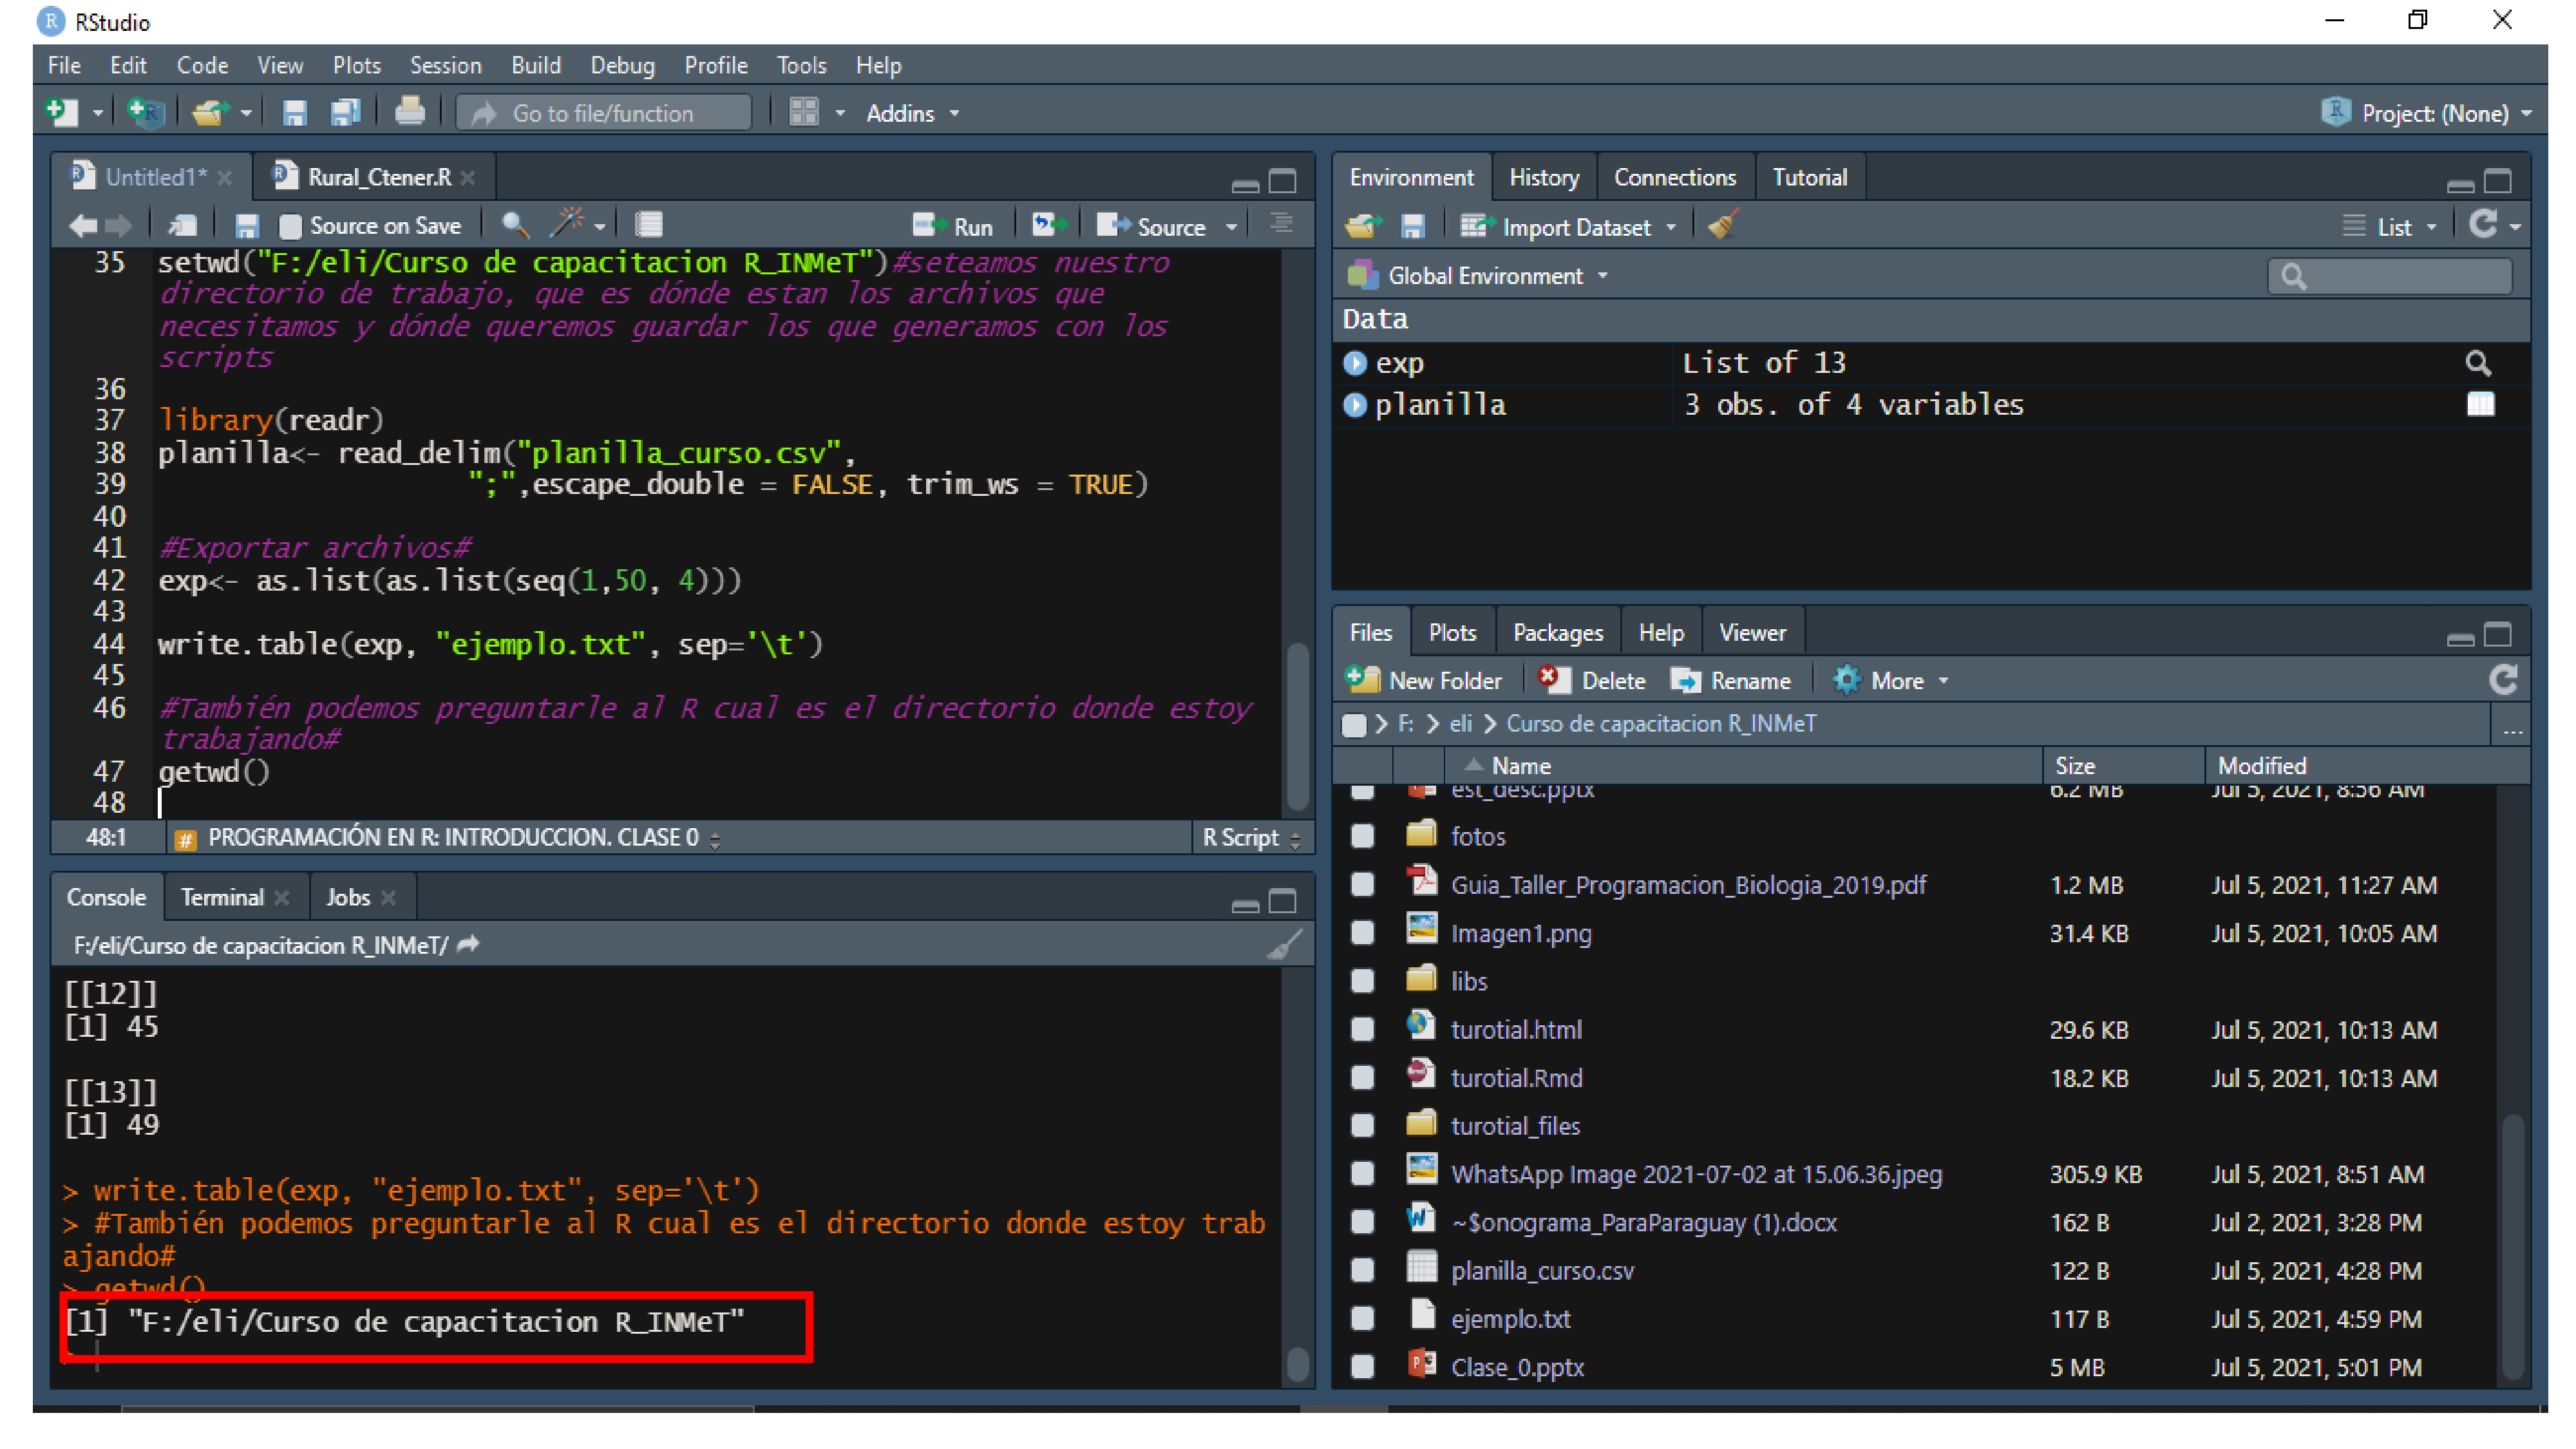 RStudio
File Edit Code View Plots Session Build Debug Profile Tools Help
Go to file/function Addins Project: (None)
Untitled1* Rural_Ctener.R
Source on Save Run Source
35 setwd("F:/eli/Curso de capacitacion R_INMeT")#seteamos nuestro
directorio de trabajo, que es dónde estan los archivos que
necesitamos y dónde queremos guardar los que generamos con los
scripts
36
37 library(readr)
38 planilla<- read_delim("planilla_curso.csv",
39 ";",escape_double = FALSE, trim_ws = TRUE)
40
41 #Exportar archivos#
42 exp<- as.list(as.list(seq(1,50, 4)))
43
44 write.table(exp, "ejemplo.txt", sep='\t')
45
46 #También podemos preguntarle al R cual es el directorio donde estoy
trabajando#
47 getwd()
48
48:1 # PROGRAMACIÓN EN R: INTRODUCCION. CLASE 0 R Script
Console Terminal Jobs
F:/eli/Curso de capacitacion R_INMeT/
[[12]]
[1] 45
[[13]]
[1] 49
> write.table(exp, "ejemplo.txt", sep='\t')
> #También podemos preguntarle al R cual es el directorio donde estoy trab
ajando#
> getwd()
[1] "F:/eli/Curso de capacitacion R_INMeT"
>
Environment History Connections Tutorial
Import Dataset List
Global Environment
Data
exp List of 13
planilla 3 obs. of 4 variables
Files Plots Packages Help Viewer
New Folder Delete Rename More
F: > eli > Curso de capacitacion R_INMeT ...
Name Size Modified
est_desc.pptx 6.2 MB Jul 5, 2021, 8:56 AM
fotos
Guia_Taller_Programacion_Biologia_2019.pdf 1.2 MB Jul 5, 2021, 11:27 AM
Imagen1.png 31.4 KB Jul 5, 2021, 10:05 AM
libs
turotial.html 29.6 KB Jul 5, 2021, 10:13 AM
turotial.Rmd 18.2 KB Jul 5, 2021, 10:13 AM
turotial_files
WhatsApp Image 2021-07-02 at 15.06.36.jpeg 305.9 KB Jul 5, 2021, 8:51 AM
~$onograma_ParaParaguay (1).docx 162 B Jul 2, 2021, 3:28 PM
planilla_curso.csv 122 B Jul 5, 2021, 4:28 PM
ejemplo.txt 117 B Jul 5, 2021, 4:59 PM
Clase_0.pptx 5 MB Jul 5, 2021, 5:01 PM